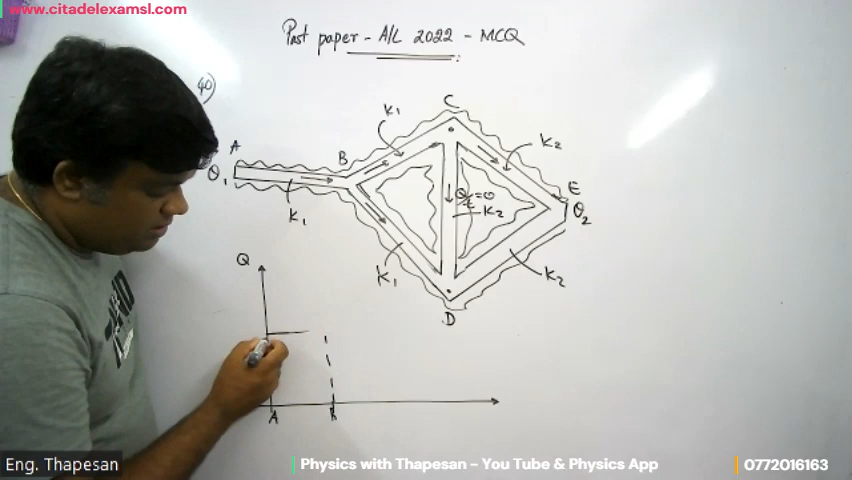 www.citadelexamsl.com
Past paper - A/L 2022 - MCQ
40)
C
K1
K2
A
B
E
θ1
θ2
K1
Q/t = 0
K2
K1
K2
D
Q
A
B
Eng. Thapesan
Physics with Thapesan - You Tube & Physics App
0772016163